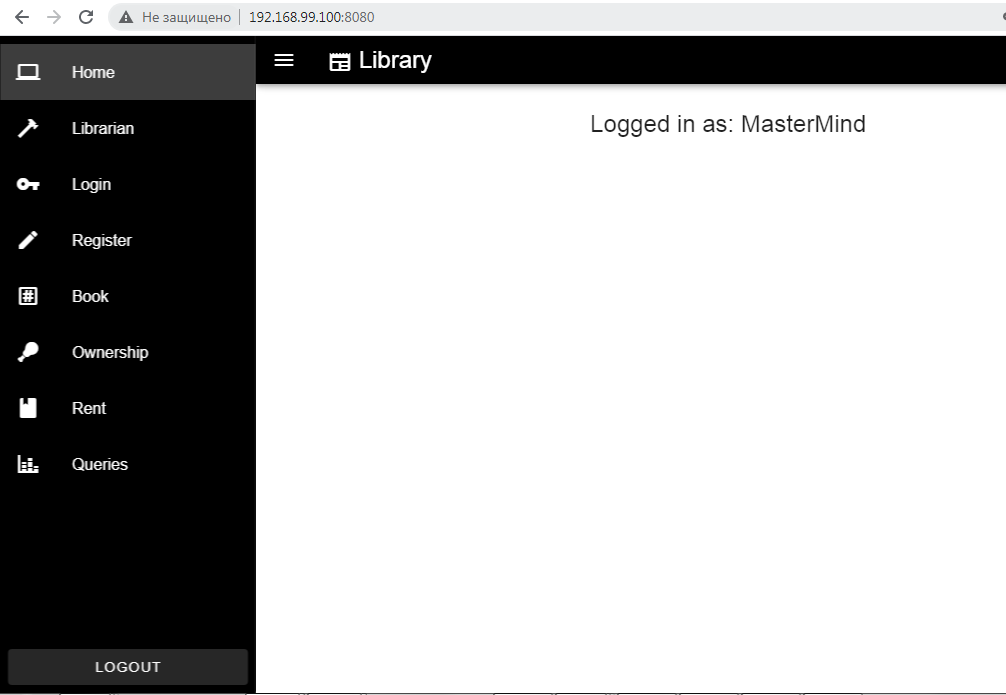 Не защищено | 192.168.99.100:8080
Library
Home
Librarian
Login
Register
Book
Ownership
Rent
Queries
LOGOUT
Logged in as: MasterMind